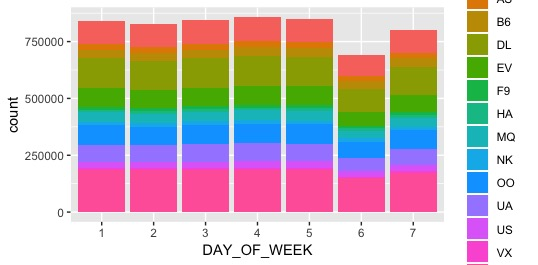 AS
B6
DL
EV
F9
HA
MQ
NK
OO
UA
US
VX
count
750000
500000
250000
0
1 2 3 4 5 6 7
DAY_OF_WEEK